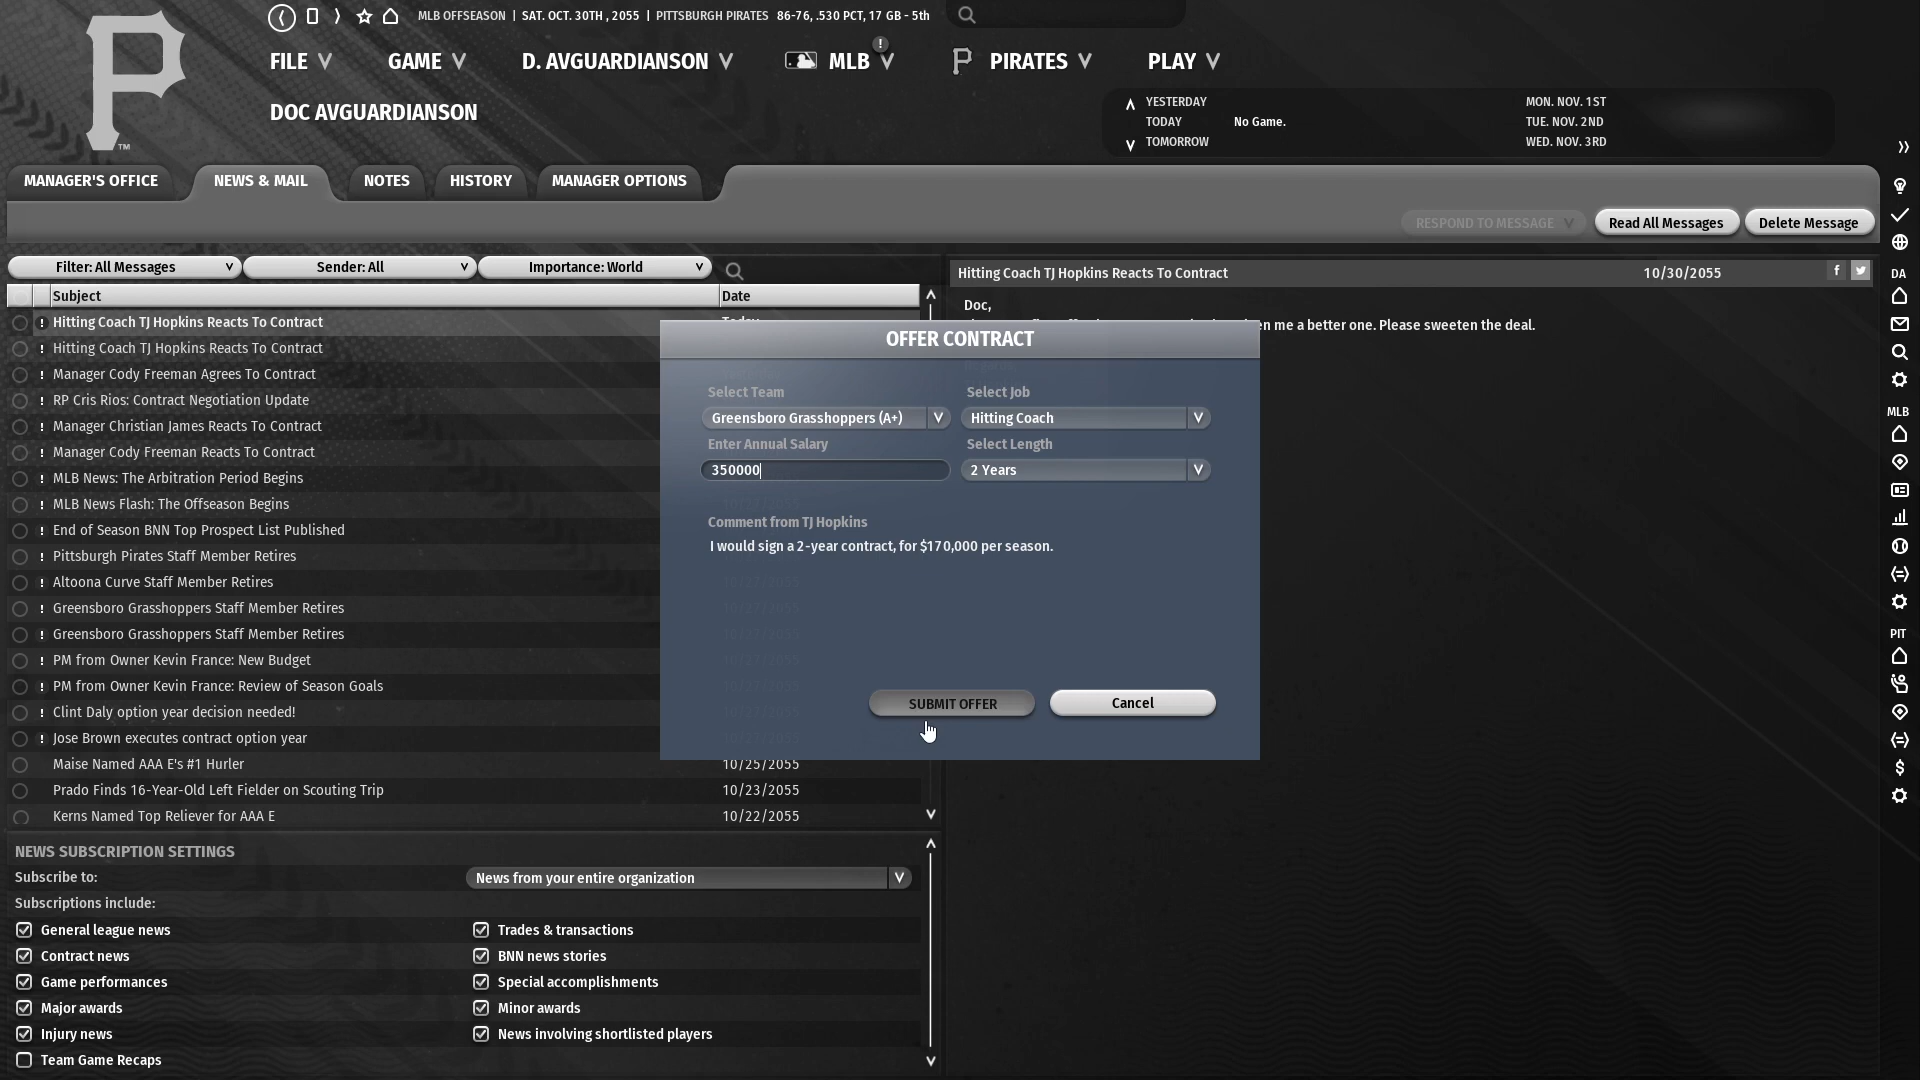 MLB OFFSEASON | SAT. OCT. 30TH , 2055 | PITTSBURGH PIRATES 86-76, .530 PCT, 17 GB - 5th
FILE GAME D. AVGUARDIANSON MLB ! PIRATES PLAY
P
TM
DOC AVGUARDIANSON
YESTERDAY
TODAY No Game.
TOMORROW
MON. NOV. 1ST
TUE. NOV. 2ND
WED. NOV. 3RD
MANAGER'S OFFICE NEWS & MAIL NOTES HISTORY MANAGER OPTIONS
RESPOND TO MESSAGE Read All Messages Delete Message
Filter: All Messages Sender: All Importance: World
Subject Date
! Hitting Coach TJ Hopkins Reacts To Contract
! Hitting Coach TJ Hopkins Reacts To Contract
! Manager Cody Freeman Agrees To Contract
! RP Cris Rios: Contract Negotiation Update
! Manager Christian James Reacts To Contract
! Manager Cody Freeman Reacts To Contract
! MLB News: The Arbitration Period Begins
! MLB News Flash: The Offseason Begins
! End of Season BNN Top Prospect List Published
! Pittsburgh Pirates Staff Member Retires
! Altoona Curve Staff Member Retires
! Greensboro Grasshoppers Staff Member Retires
! Greensboro Grasshoppers Staff Member Retires
! PM from Owner Kevin France: New Budget
! PM from Owner Kevin France: Review of Season Goals
! Clint Daly option year decision needed!
! Jose Brown executes contract option year
Maise Named AAA E's #1 Hurler 10/25/2055
Prado Finds 16-Year-Old Left Fielder on Scouting Trip 10/23/2055
Kerns Named Top Reliever for AAA E 10/22/2055
Hitting Coach TJ Hopkins Reacts To Contract 10/30/2055
Doc,
me a better one. Please sweeten the deal.
OFFER CONTRACT
Select Team Select Job
Greensboro Grasshoppers (A+) Hitting Coach
Enter Annual Salary Select Length
350000 2 Years
Comment from TJ Hopkins
I would sign a 2-year contract, for $170,000 per season.
SUBMIT OFFER Cancel
NEWS SUBSCRIPTION SETTINGS
Subscribe to: News from your entire organization
Subscriptions include:
General league news Trades & transactions
Contract news BNN news stories
Game performances Special accomplishments
Major awards Minor awards
Injury news News involving shortlisted players
Team Game Recaps
DA
MLB
PIT